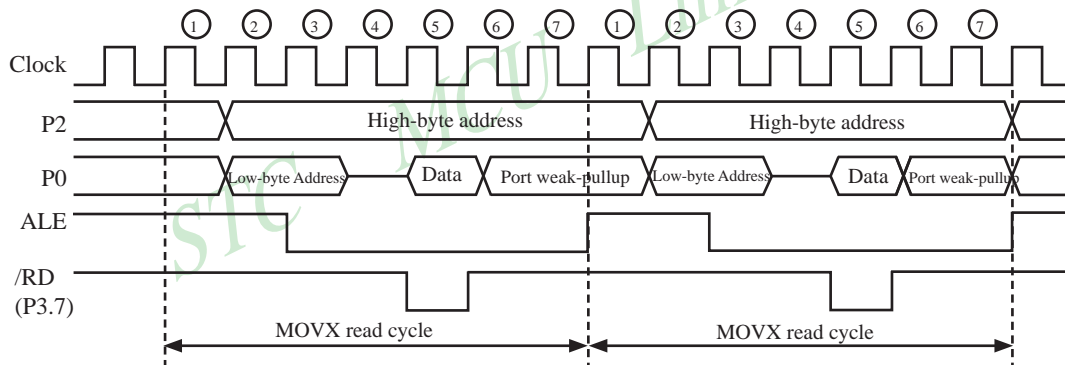 1 2 3 4 5 6 7 1 2 3 4 5 6 7
Clock
P2 High-byte address High-byte address
P0 Low-byte Address Data Port weak-pullup Low-byte Address Data Port weak-pullup
ALE
/RD
(P3.7)
MOVX read cycle MOVX read cycle
STC MCU Lim